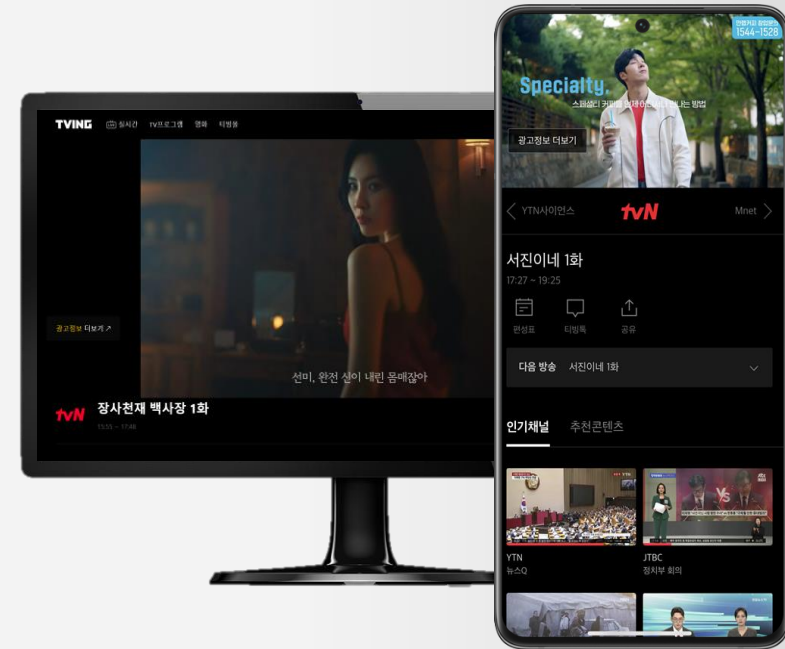 TVING 실시간 TV프로그램 영화 티빙몰
광고정보 더보기 ↗
선미, 완전 신이 내린 몸매잖아
tvN 장사천재 백사장 1화
15:55 ~ 17:48
1544-1528
Specialty,
광고정보 더보기
YTN사이언스 tvN Mnet
서진이네 1화
17:27 ~ 19:25
편성표 티빙톡 공유
다음 방송 서진이네 1화
인기채널 추천콘텐츠
YTN
뉴스Q
Vs
JTBC
정치부 회의